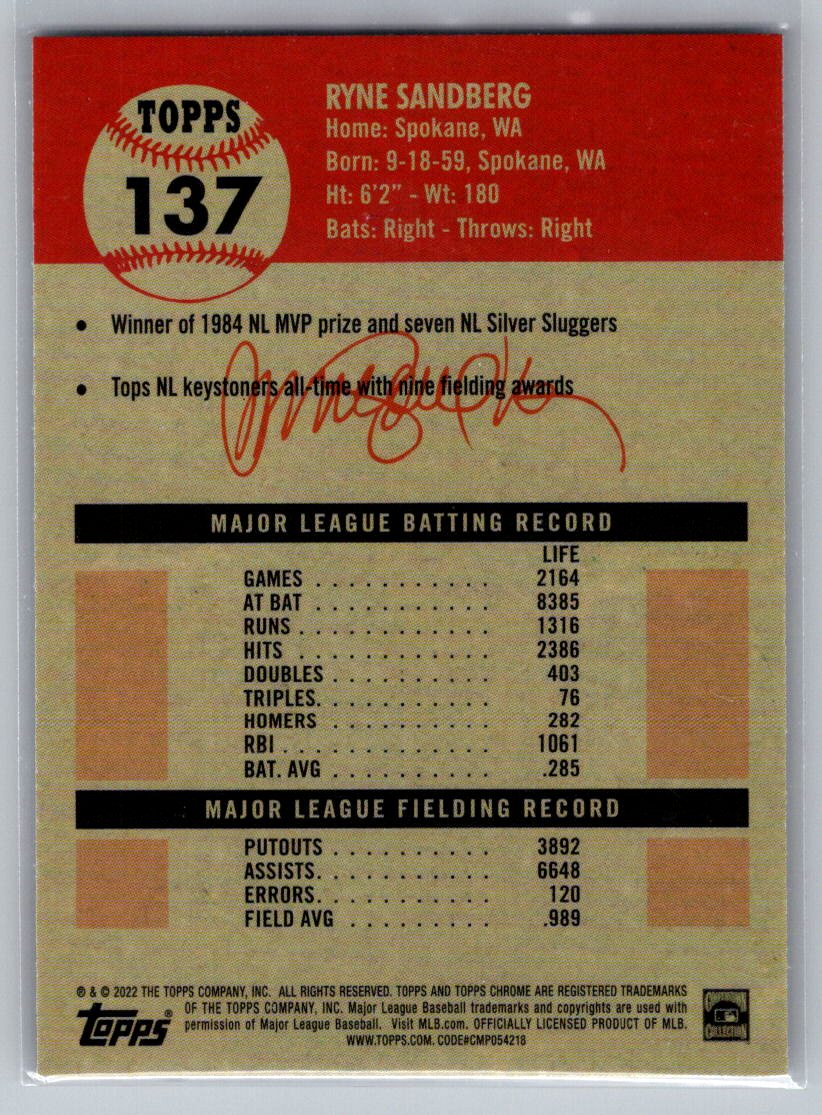 TOPPS
137
RYNE SANDBERG
Home: Spokane, WA
Born: 9-18-59, Spokane, WA
Ht: 6'2" - Wt: 180
Bats: Right - Throws: Right
• Winner of 1984 NL MVP prize and seven NL Silver Sluggers
• Tops NL keystoners all-time with nine fielding awards
MAJOR LEAGUE BATTING RECORD
LIFE
GAMES . . . . . . . . . . . 2164
AT BAT . . . . . . . . . . . 8385
RUNS . . . . . . . . . . . . 1316
HITS . . . . . . . . . . . . 2386
DOUBLES . . . . . . . . . . 403
TRIPLES. . . . . . . . . . . 76
HOMERS . . . . . . . . . . 282
RBI . . . . . . . . . . . . . 1061
BAT. AVG . . . . . . . . . . .285
MAJOR LEAGUE FIELDING RECORD
PUTOUTS . . . . . . . . . . 3892
ASSISTS. . . . . . . . . . . 6648
ERRORS. . . . . . . . . . . 120
FIELD AVG . . . . . . . . . .989
® & © 2022 THE TOPPS COMPANY, INC. ALL RIGHTS RESERVED. TOPPS AND TOPPS CHROME ARE REGISTERED TRADEMARKS
OF THE TOPPS COMPANY, INC. Major League Baseball trademarks and copyrights are used with
permission of Major League Baseball. Visit MLB.com. OFFICIALLY LICENSED PRODUCT OF MLB.
WWW.TOPPS.COM. CODE#CMP054218
Topps®
COOPERSTOWN
COLLECTION